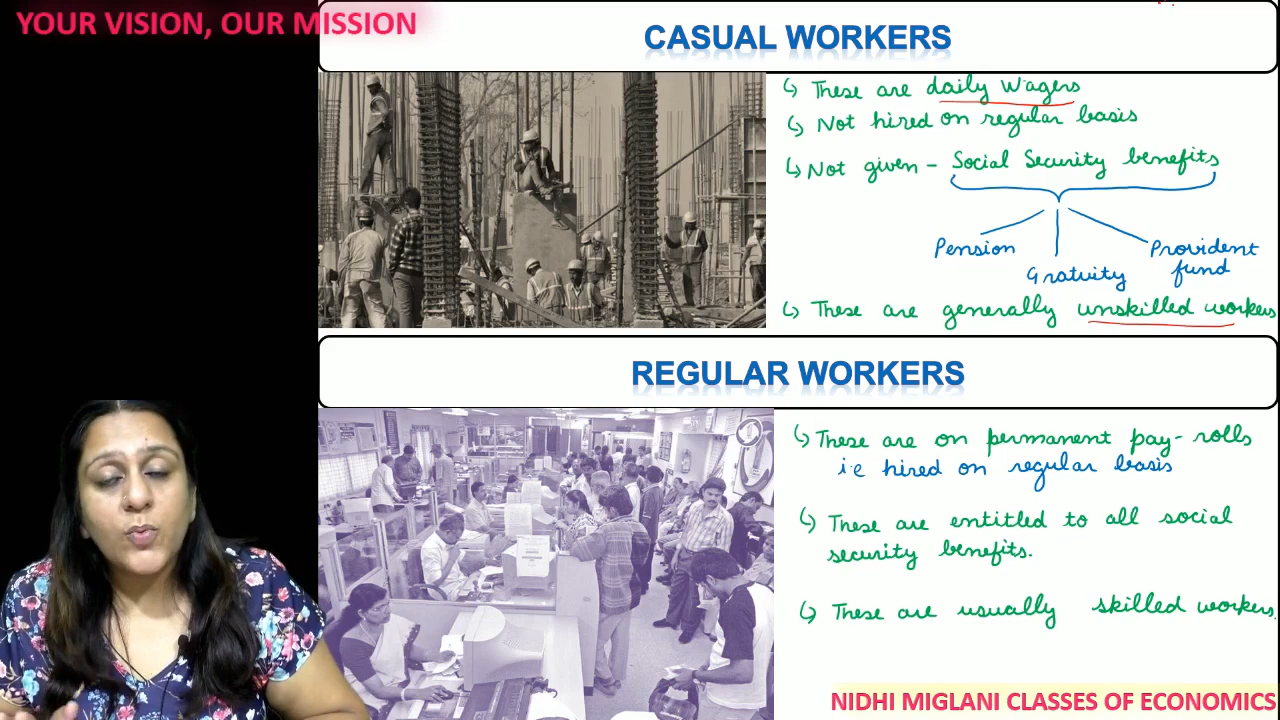 YOUR VISION, OUR MISSION
CASUAL WORKERS
These are daily wagers
Not hired on regular basis
Not given - Social Security benefits
Pension
Gratuity
Provident
fund
These are generally unskilled workers
REGULAR WORKERS
These are on permanent pay-rolls
i.e hired on regular basis
These are entitled to all social
security benefits.
These are usually skilled workers.
NIDHI MIGLANI CLASSES OF ECONOMICS